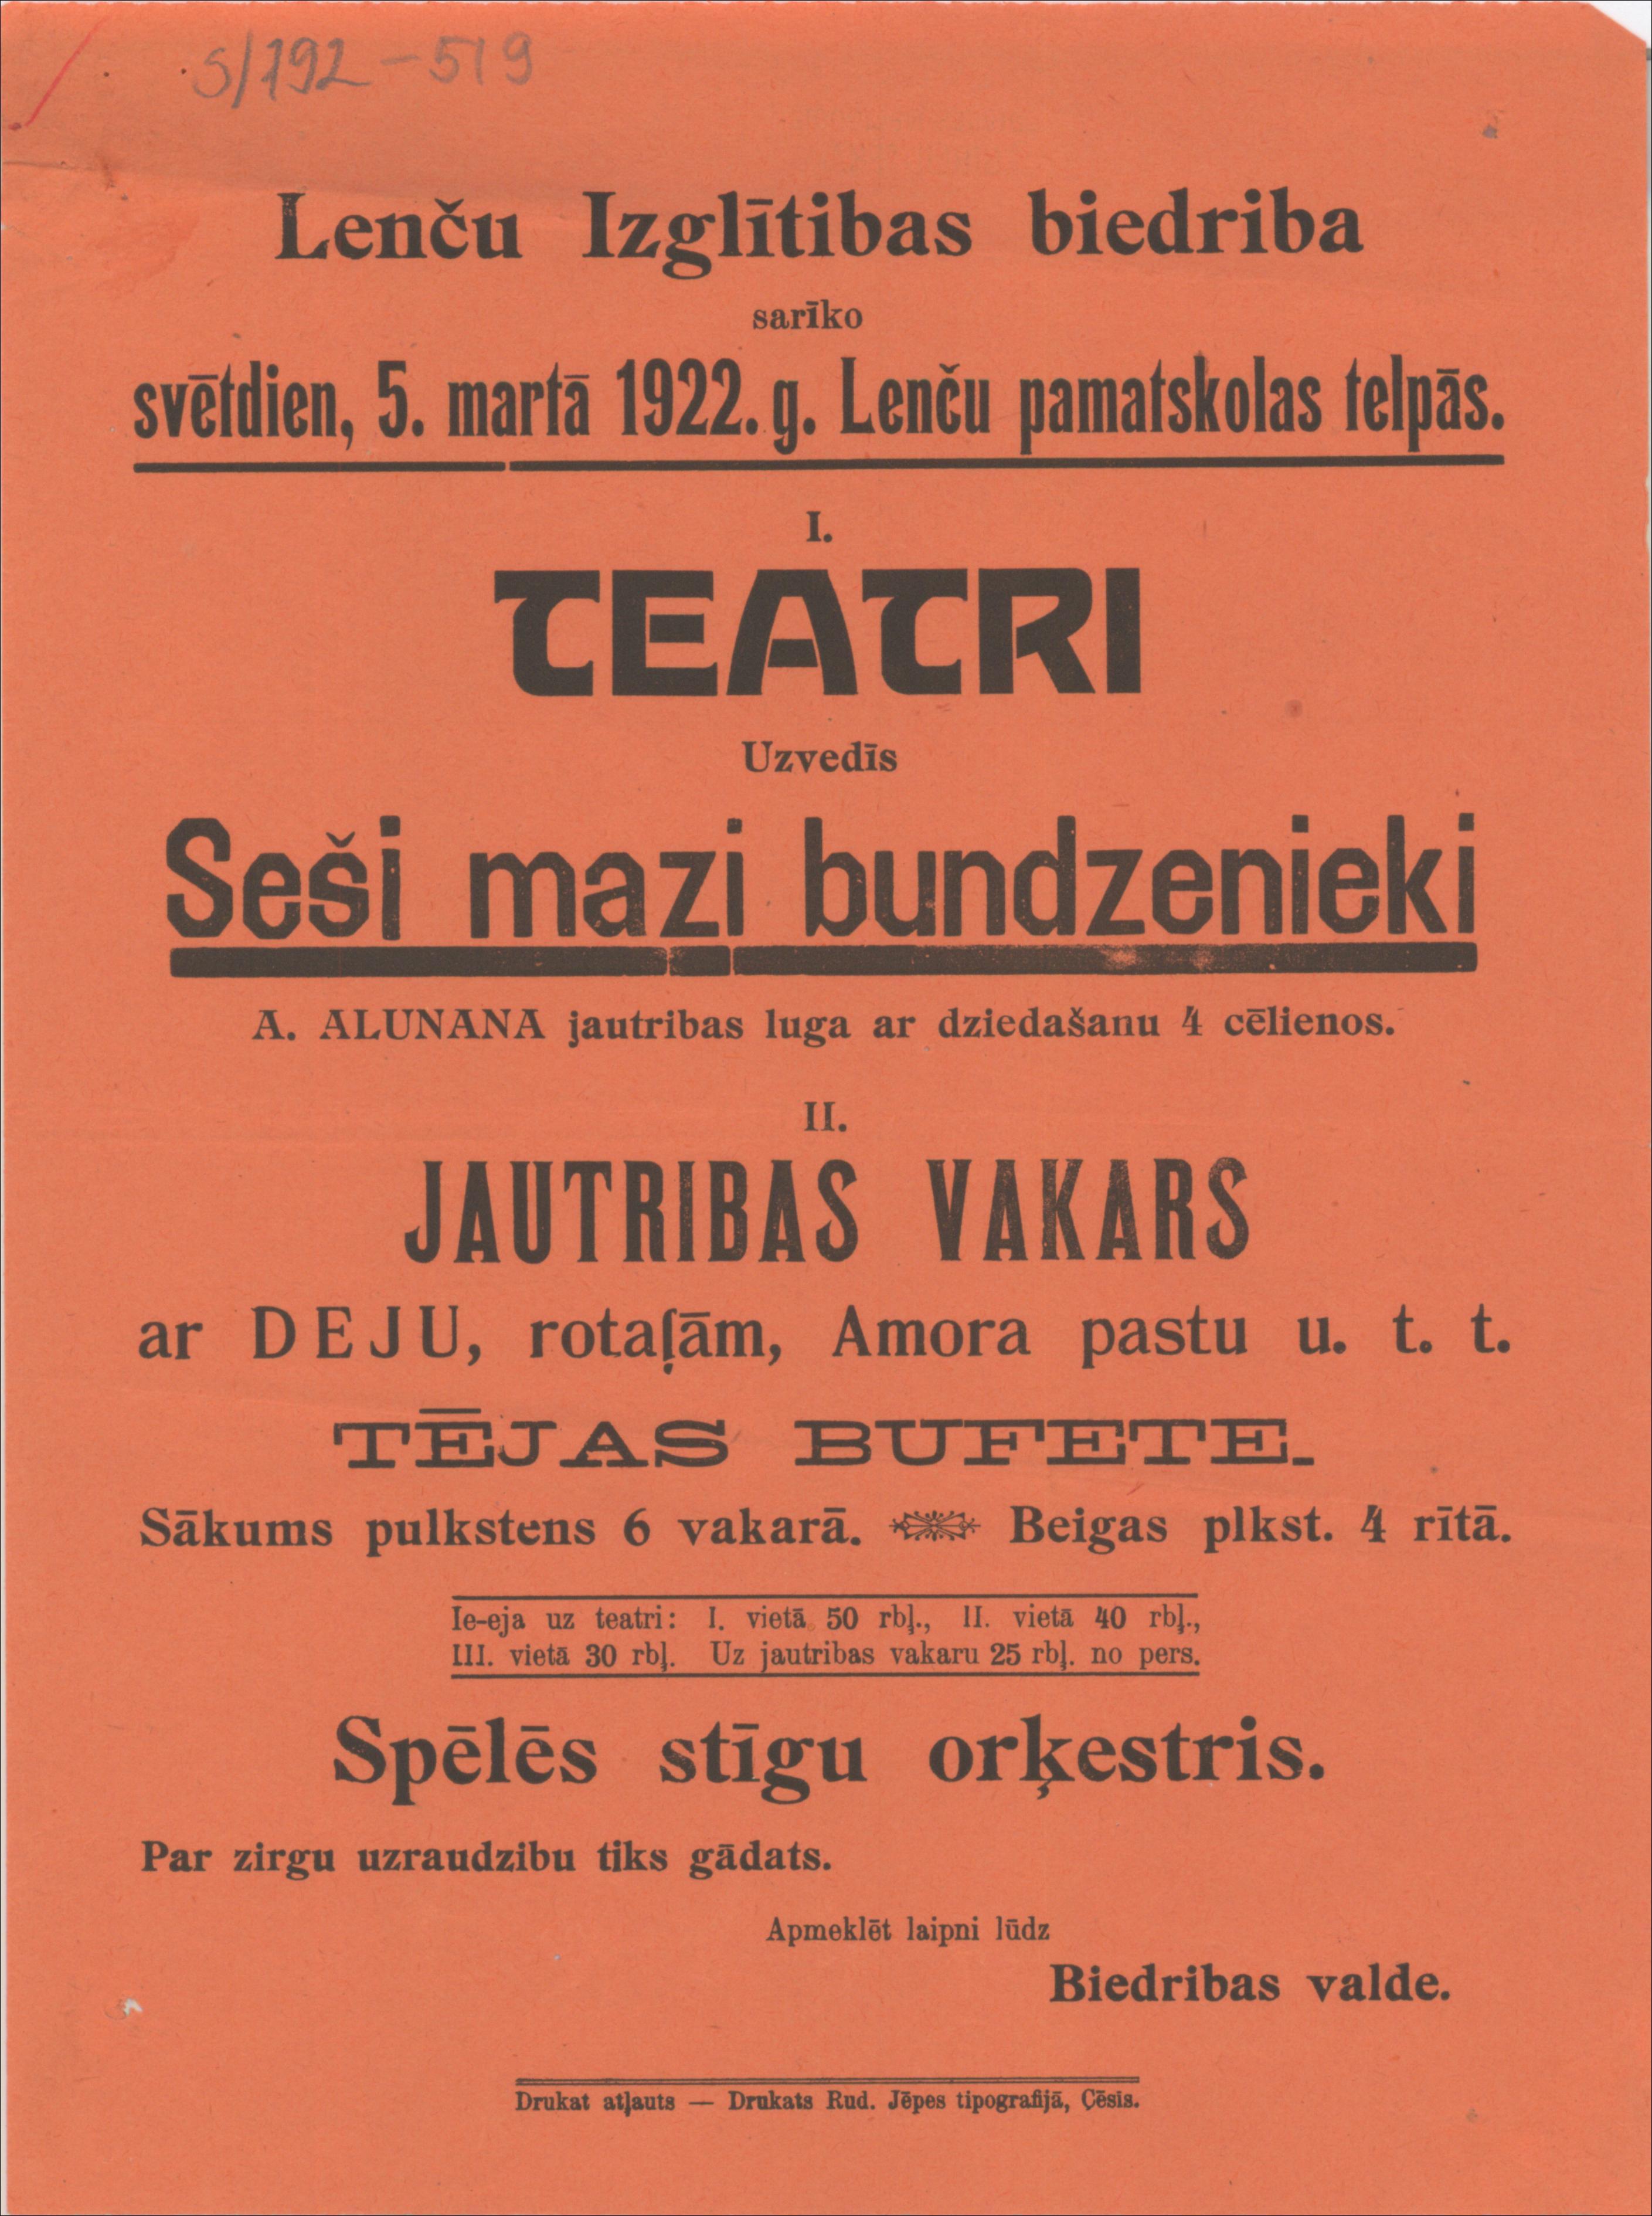 S/192-519
Lenču Izglītibas biedriba
sarīko
svētdien, 5. martā 1922. g. Lenču pamatskolas telpās.
I.
TEATRI
Uzvedīs
Seši mazi bundzenieki
A. ALUNANA jautribas luga ar dziedašanu 4 cēlienos.
II.
JAUTRIBAS VAKARS
ar DEJU, rotaļām, Amora pastu u. t. t.
TĒJAS BUFETE.
Sākums pulkstens 6 vakarā. Beigas plkst. 4 rītā.
Ie-eja uz teatri: I. vietā 50 rbļ., II. vietā 40 rbļ.,
III. vietā 30 rbļ. Uz jautribas vakaru 25 rbļ. no pers.
Spēlēs stīgu orķestris.
Par zirgu uzraudzibu tiks gādats.
Apmeklēt laipni lūdz
Biedribas valde.
Drukat atļauts — Drukats Rud. Jēpes tipografijā, Çēsis.